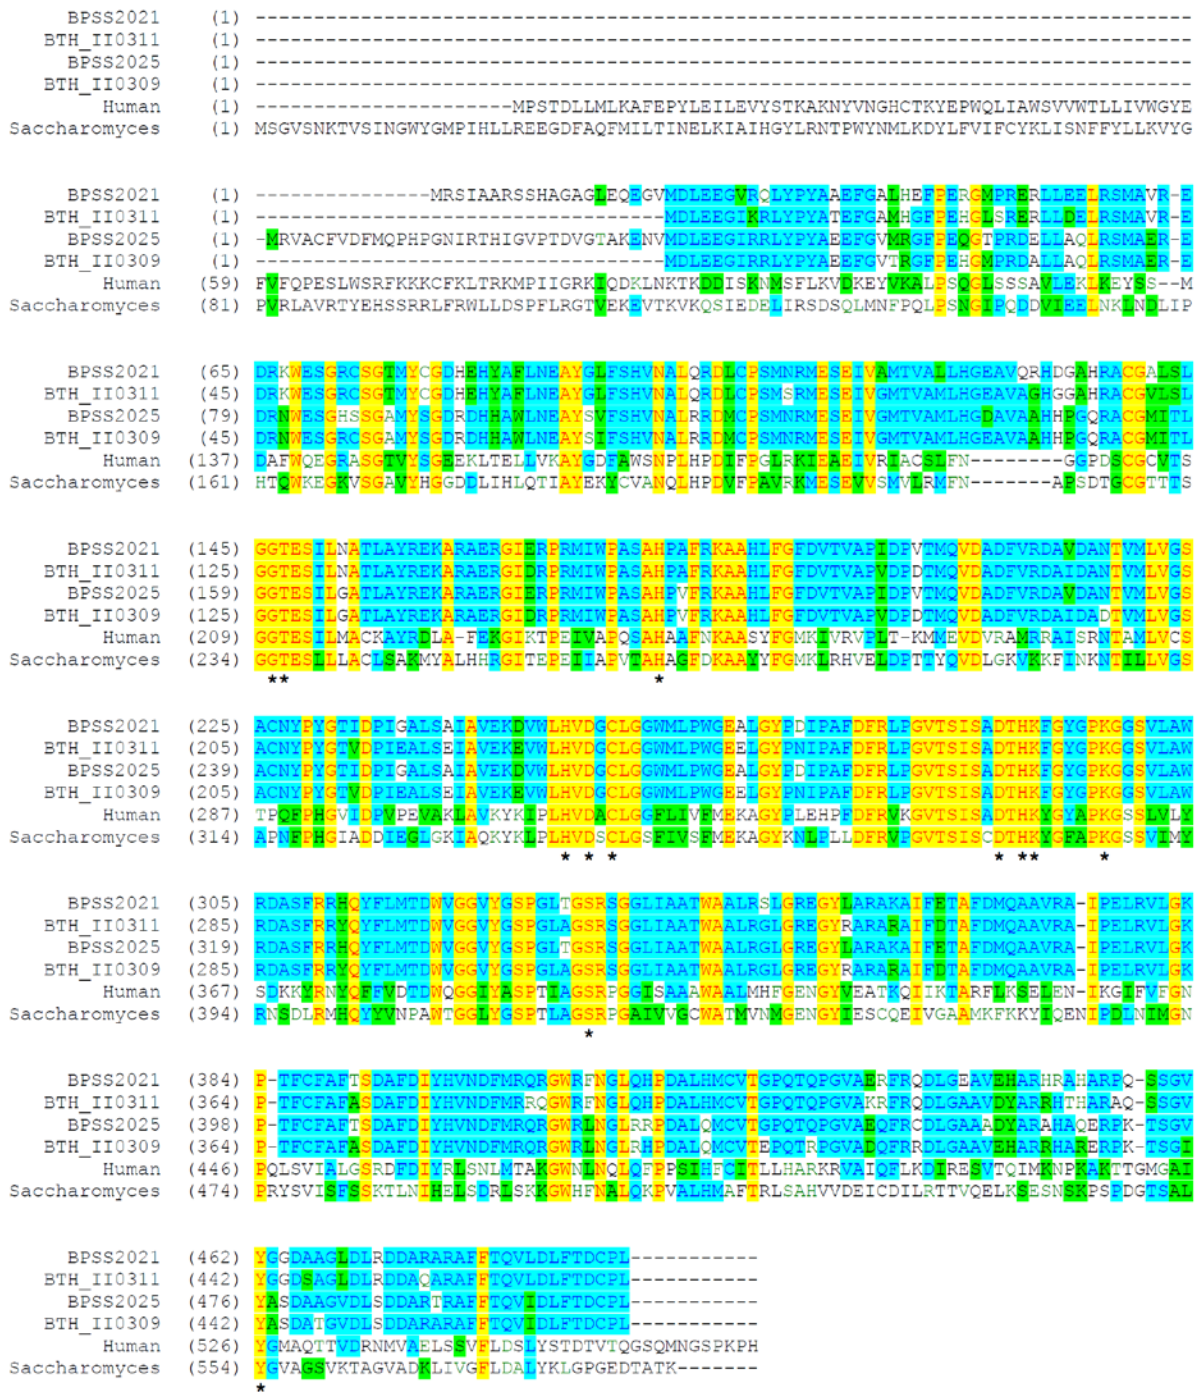 BPSS2021 (1) --------------------------------------------------------------------------------
BTH_II0311 (1) --------------------------------------------------------------------------------
BPSS2025 (1) --------------------------------------------------------------------------------
BTH_II0309 (1) --------------------------------------------------------------------------------
Human (1) ----------------------MPSTDLLMLKAFEPYLEILEVYSTKAKNYVNGHCTKYEPWQLIAWSVVWTLLIVWGYE
Saccharomyces (1) MSGVSNKTVSINGWYGMPIHLLREEGDFAQFMILTINELKIAIHGYLRNTPWYNMLKDYLFVIFCYKLISNFFYLLKVYG
BPSS2021 (1) ---------------MRSIAARSSHAGAGLEQEGVMDLEEGVRQLYPYAAEFGALHEFPERGMPRERLLEELRSMAVR-E
BTH_II0311 (1) -----------------------------------MDLEEGIKRLYPYATEFGAMHGFPEHGLSRERLLDELRSMAVR-E
BPSS2025 (1) -MRVACFVDFMQPHPGNIRTHIGVPTDVGTAKENVMDLEEGIRRLYPYAEEFGVMRGFPEQGTPRDELLAQLRSMAER-E
BTH_II0309 (1) -----------------------------------MDLEEGIRRLYPYAEEFGVTRGFPEHGMPRDALLAQLRSMAER-E
Human (59) FVFQPESLWSRFKKKCFKLTRKMPIIGRKIQDKLNKTKDDISKNMSFLKVDKEYVKALPSQGLSSSAVLEKLKEYSS--M
Saccharomyces (81) PVRLAVRTYEHSSRRLFRWLLDSPFLRGTVEKEVTKVKQSIEDELIRSDSQLMNFPQLPSNGIPQDDVIEELNKLNDLIP
BPSS2021 (65) DRKWESGRCSGTMYCGDHEHYAFLNEAYGLFSHVNALQRDLCPSMNRMESEIVAMTVALLHGEAVQRHDGAHRACGALSL
BTH_II0311 (45) DRKWESGRCSGTMYCGDHEHYAFLNEAYGLFSHVNALQRDLCPSMSRMESEIVGMTVAMLHGEAVAGHGGAHRACGVLSL
BPSS2025 (79) DRNWESGHSSGAMYSGDRDHHAWLNEAYSVFSHVNALRRDMCPSMNRMESEIVGMTVAMLHGDAVAAHHPGQRACGMITL
BTH_II0309 (45) DRNWESGRCSGAMYSGDRDHHAWLNEAYSIFSHVNALRRDMCPSMNRMESEIVGMTVAMLHGEAVAAHHPGQRACGMITL
Human (137) DAFWQEGRASGTVYSGEEKLTELLVKAYGDFAWSNPLHPDIFPGLRKIEAEIVRIACSLFN--------GGPDSCGCVTS
Saccharomyces (161) HTQWKEGKVSGAVYHGGDDLIHLQTIAYEKYCVANQLHPDVFPAVRKMESEVVSMVLRMFN-------APSDTGCGTTTS
BPSS2021 (145) GGTESILNATLAYREKARAERGIERPRMIWPASAHPAFRKAAHLFGFDVTVAPIDPVTMQVDADFVRDAVDANTVMLVGS
BTH_II0311 (125) GGTESILNATLAYREKARAERGIDRPRMIWPASAHPAFRKAAHLFGFDVTVAPVDPDTMQVDADFVRDAIDANTVMLVGS
BPSS2025 (159) GGTESILGATLAYREKARAERGIERPRMIWPASAHPVFRKAAHLFGFDVTVAPIDPVTMQVDADFVRDAVDANTVMLVGS
BTH_II0309 (125) GGTESILGATLAYREKARAERGIDRPRMIWPASAHPVFRKAAHLFGFDVTVAPVDPDTMQVDADFVRDAIDADTVMLVGS
Human (209) GGTESILMACKAYRDLA-FEKGIKTPEIVAPQSAHAAFNKAASYFGMKIVRVPLT-KMMEVDVRAMRRAISRNTAMLVCS
Saccharomyces (234) GGTESLLLACLSAKMYALHHRGITEPEIIAPVTAHAGFDKAAYYFGMKLRHVELDPTTYQVDLGKVKKFINKNTILLVGS
** *
BPSS2021 (225) ACNYPYGTIDPIGALSAIAVEKDVWLHVDGCLGGWMLPWGEALGYPDIPAFDFRLPGVTSISADTHKFGYGPKGGSVLAW
BTH_II0311 (205) ACNYPYGTVDPIEALSEIAVEKEVWLHVDGCLGGWMLPWGEELGYPNIPAFDFRLPGVTSISADTHKFGYGPKGGSVLAW
BPSS2025 (239) ACNYPYGTIDPIGALSAIAVEKDVWLHVDGCLGGWMLPWGEALGYPDIPAFDFRLPGVTSISADTHKFGYGPKGGSVLAW
BTH_II0309 (205) ACNYPYGTVDPIEALSEIAVEKEVWLHVDGCLGGWMLPWGEELGYPNIPAFDFRLPGVTSISADTHKFGYGPKGGSVLAW
Human (287) TPQFPHGVIDPVPEVAKLAVKYKIPLHVDACLGGFLIVFMEKAGYPLEHPFDFRVKGVTSISADTHKYGYAPKGSSLVLY
Saccharomyces (314) APNFPHGIADDIEGLGKIAQKYKLPLHVDSCLGSFIVSFMEKAGYKNLPLLDFRVPGVTSISCDTHKYGFAPKGSSVIMY
* * * * ** *
BPSS2021 (305) RDASFRRHQYFLMTDWVGGVYGSPGLTGSRSGGLIAATWAALRSLGREGYLARAKAIFETAFDMQAAVRA-IPELRVLGK
BTH_II0311 (285) RDASFRRYQYFLMTDWVGGVYGSPGLAGSRSGGLIAATWAALRGLGREGYRARARAIFDTAFDMQAAVRA-IPELRVLGK
BPSS2025 (319) RDASFRRHQYFLMTDWVGGVYGSPGLTGSRSGGLIAATWAALRGLGREGYLARAKAIFETAFDMQAAVRA-IPELRVLGK
BTH_II0309 (285) RDASFRRYQYFLMTDWVGGVYGSPGLAGSRSGGLIAATWAALRGLGREGYRARARAIFDTAFDMQAAVRA-IPELRVLGK
Human (367) SDKKYRNYQFFVDTDWQGGIYASPTIAGSRPGGISAAAWAALMHFGENGYVEATKQIIKTARFLKSELEN-IKGIFVFGN
Saccharomyces (394) RNSDLRMHQYYVNPAWTGGLYGSPTLAGSRPGAIVVGCWATMVNMGENGYIESCQEIVGAAMKFKKYIQENIPDLNIMGN
*
BPSS2021 (384) P-TFCFAFTSDAFDIYHVNDFMRQRGWRFNGLQHPDALHMCVTGPQTQPGVAERFRQDLGEAVEHARHRAHARPQ-SSGV
BTH_II0311 (364) P-TFCFAFASDAFDIYHVNDFMRRQGWRFNGLQHPDALHMCVTGPQTQPGVAKRFRQDLGAAVDYARRHTHARAQ-SSGV
BPSS2025 (398) P-TFCFAFTSDAFDIYHVNDFMRQRGWRLNGLRRPDALQMCVTGPQTQPGVAEQFRCDLGAAADYARAHAQERPK-TSGV
BTH_II0309 (364) P-TFCFAFASDAFDIYHVNDFMRQRGWRLNGLRHPDALQMCVTEPQTRPGVADQFRRDLGAAVEHARRHARERPK-TSGI
Human (446) PQLSVIALGSRDFDIYRLSNLMTAKGWNLNQLQFPPSIHFCITLLHARKRVAIQFLKDIRESVTQIMKNPKAKTTGMGAI
Saccharomyces (474) PRYSVISFSSKTLNIHELSDRLSKKGWHFNALQKPVALHMAFTRLSAHVVDEICDILRTTVQELKSESNSKPSPDGTSAL
BPSS2021 (462) YGGDAAGLDLRDDARARAFFTQVLDLFTDCPL-----------
BTH_II0311 (442) YGGDSAGLDLRDDAQARAFFTQVLDLFTDCPL-----------
BPSS2025 (476) YASDAAGVDLSDDARTRAFFTQVIDLFTDCPL-----------
BTH_II0309 (442) YASDATGVDLSDDARARAFFTQVIDLFTDCPL-----------
Human (526) YGMAQTTVDRNMVAELSSVFLDSLYSTDTVTQGSQMNGSPKPH
Saccharomyces (554) YGVAGSVKTAGVADKLIVGFLDALYKLGPGEDTATK-------
*